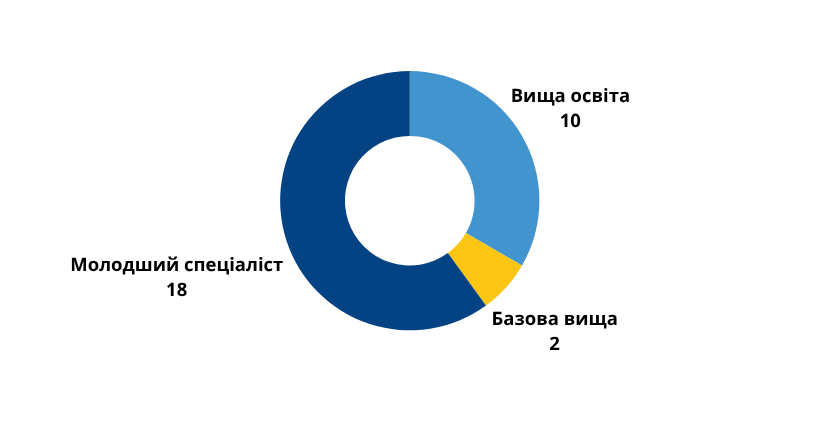 Вища освіта
10
Молодший спеціаліст
18
Базова вища
2